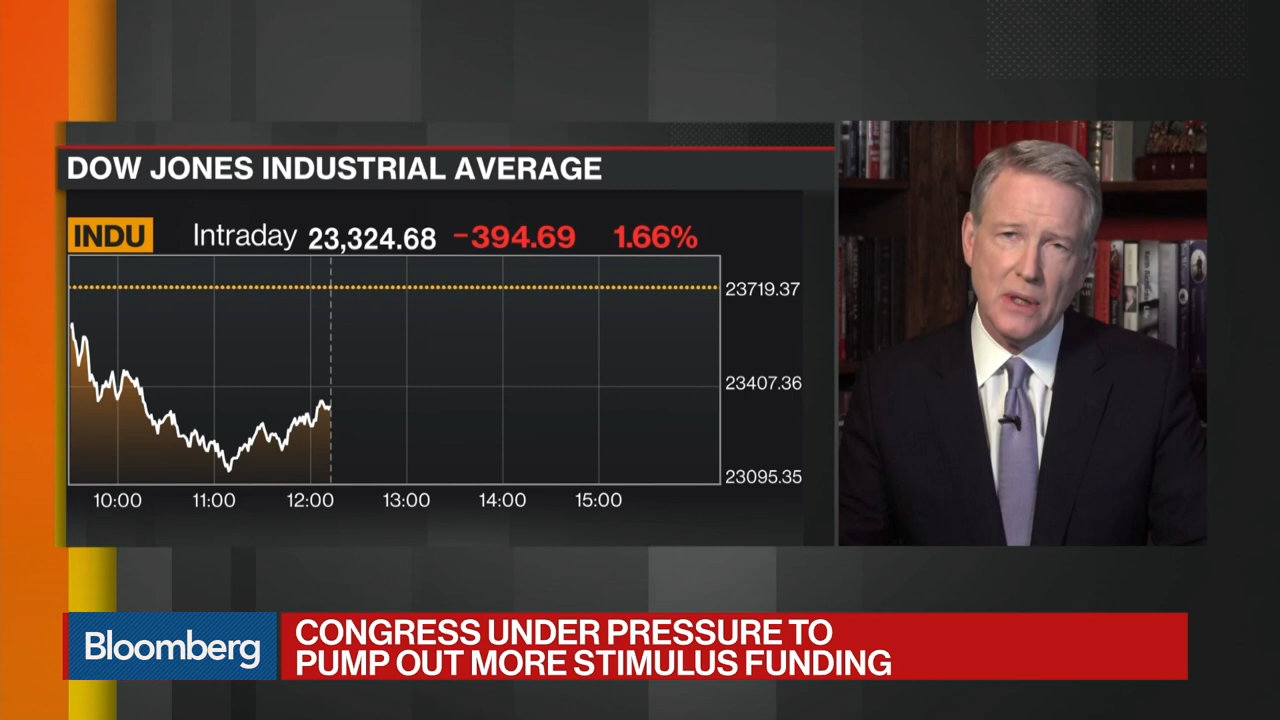 DOW JONES INDUSTRIAL AVERAGE
INDU Intraday 23,324.68 -394.69 1.66%
23719.37
23407.36
23095.35
10:00 11:00 12:00 13:00 14:00 15:00
Bloomberg
CONGRESS UNDER PRESSURE TO
PUMP OUT MORE STIMULUS FUNDING